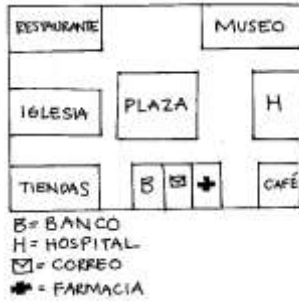 RESTAURANTE MUSEO
IGLESIA PLAZA H
TIENDAS B CAFÉ
B= BANCO
H= HOSPITAL
✉= CORREO
✚= FARMACIA